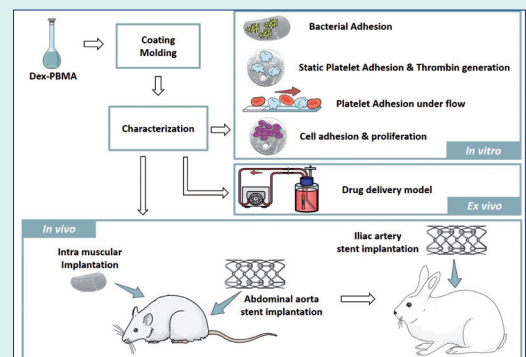 Dex-PBMA
Coating
Molding
Characterization
Bacterial Adhesion
Static Platelet Adhesion & Thrombin generation
Platelet Adhesion under flow
Cell adhesion & proliferation
In vitro
Drug delivery model
Ex vivo
In vivo
Intra muscular
Implantation
Abdominal aorta
stent implantation
Iliac artery
stent implantation